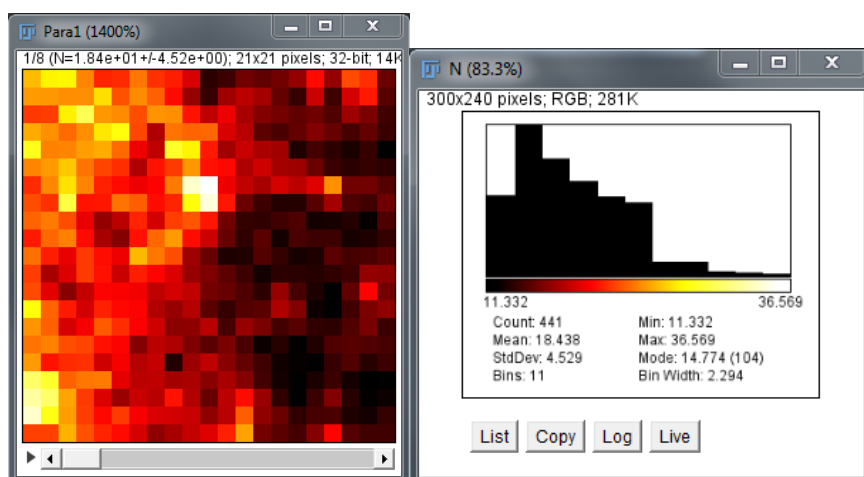 Para1 (1400%)
1/8 (N=1.84e+01+/-4.52e+00); 21x21 pixels; 32-bit; 14K
N (83.3%)
300x240 pixels; RGB; 281K
11.332 36.569
Count: 441 Min: 11.332
Mean: 18.438 Max: 36.569
StdDev: 4.529 Mode: 14.774 (104)
Bins: 11 Bin Width: 2.294
List Copy Log Live